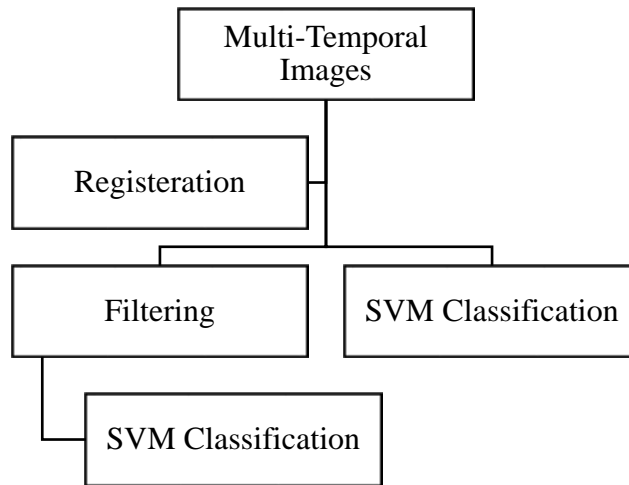 Multi-Temporal
Images
Registeration
Filtering
SVM Classification
SVM Classification